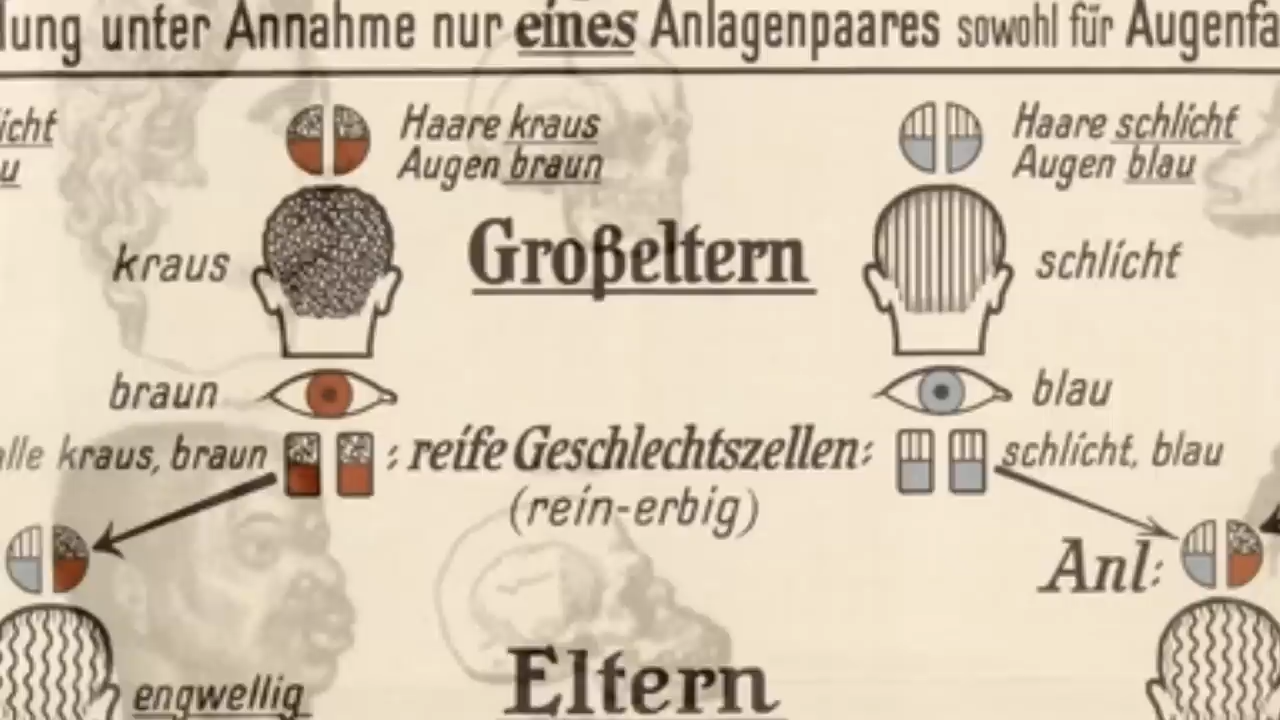 lung unter Annahme nur eines Anlagenpaares sowohl für Augenfa
icht
u
Haare kraus
Augen braun
Haare schlicht
Augen blau
kraus
Großeltern
schlicht
braun
blau
alle kraus, braun
: reife Geschlechtszellen:
schlicht, blau
(rein-erbig)
Anl:
engwellig
Eltern